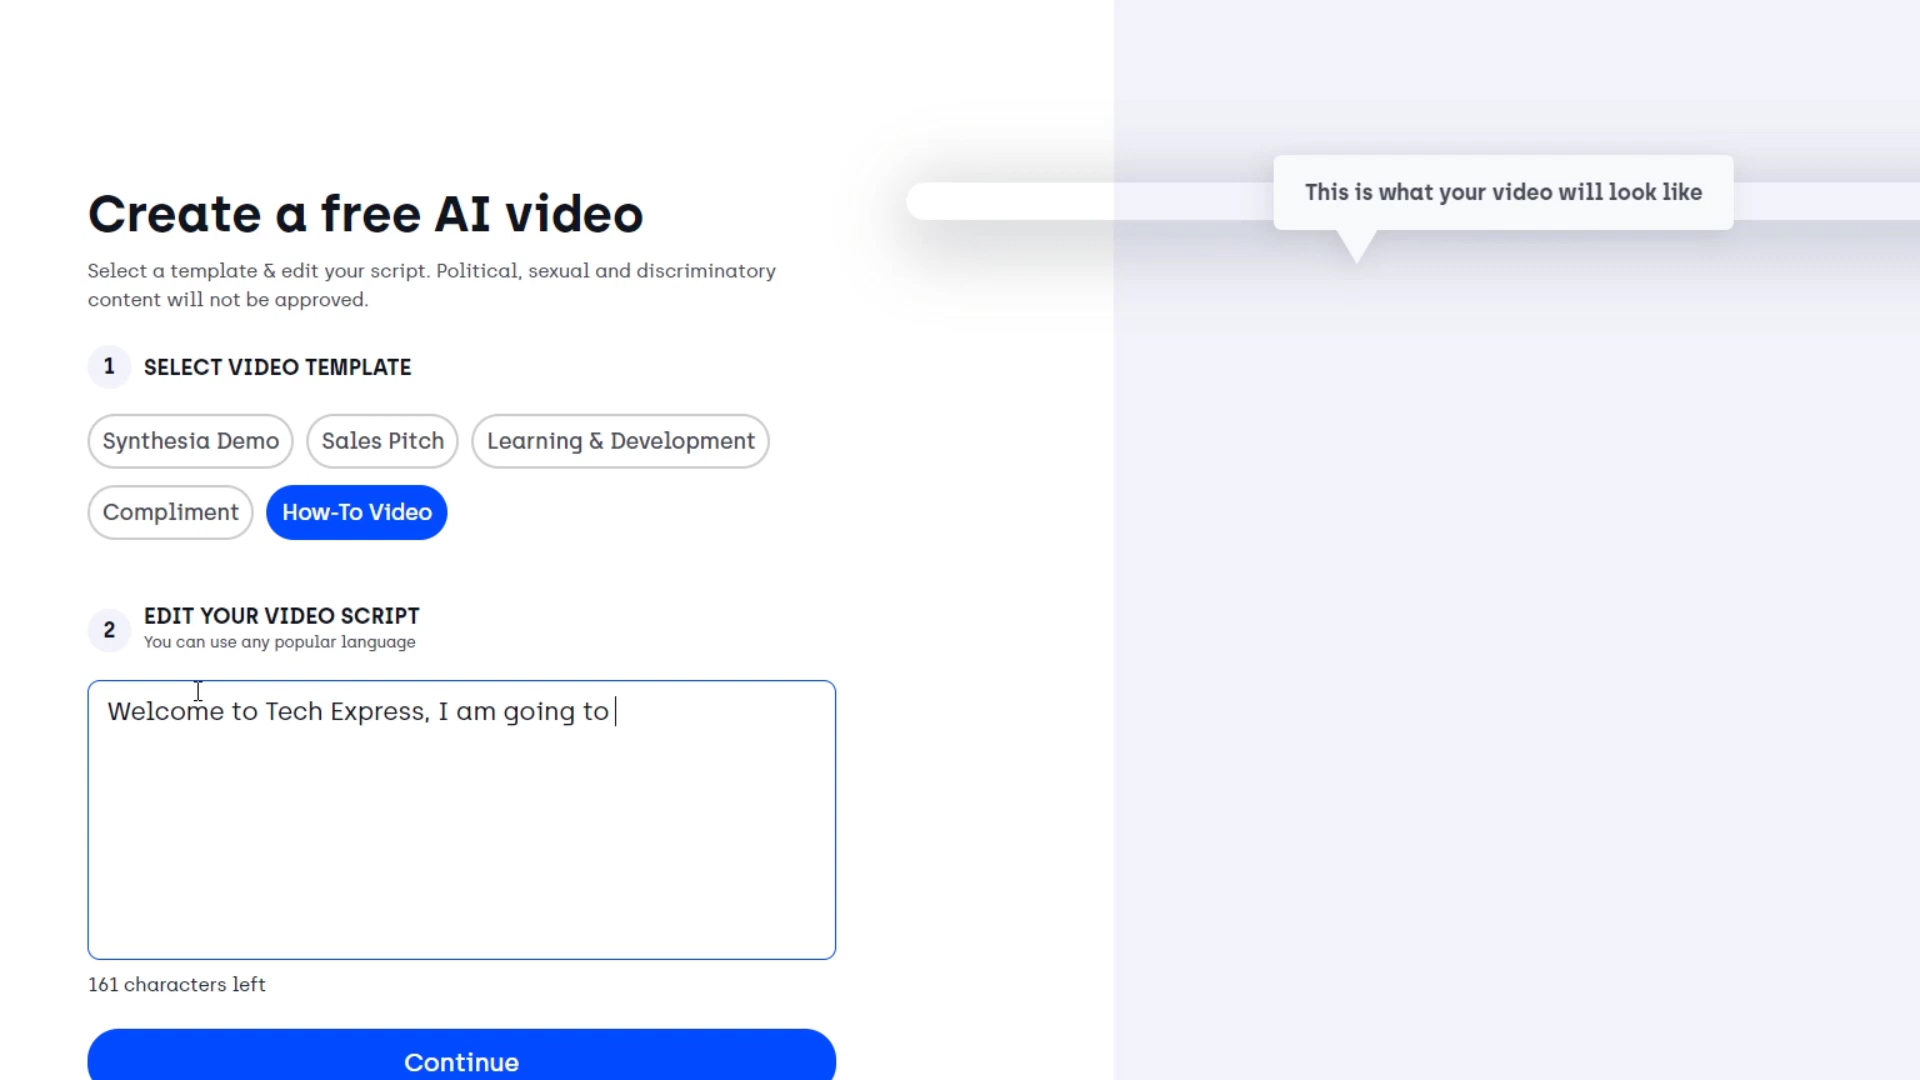 Create a free AI video
Select a template & edit your script. Political, sexual and discriminatory
content will not be approved.
1 SELECT VIDEO TEMPLATE
Synthesia Demo Sales Pitch Learning & Development
Compliment How-To Video
2 EDIT YOUR VIDEO SCRIPT
You can use any popular language
Welcome to Tech Express, I am going to
161 characters left
Continue
This is what your video will look like